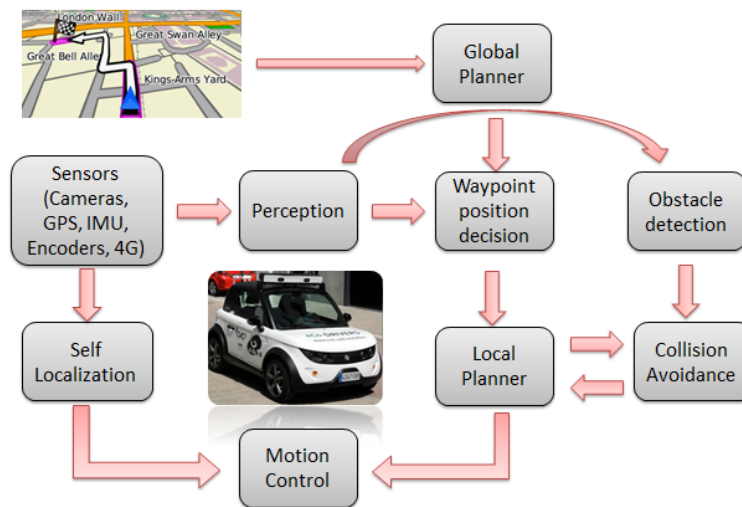 London Wall
Great Swan Alley
Great Bell Alle
Kings-Arms Yard
Global
Planner
Sensors
(Cameras,
GPS, IMU,
Encoders, 4G)
Perception
Waypoint
position
decision
Obstacle
detection
Self
Localization
Local
Planner
Collision
Avoidance
Motion
Control